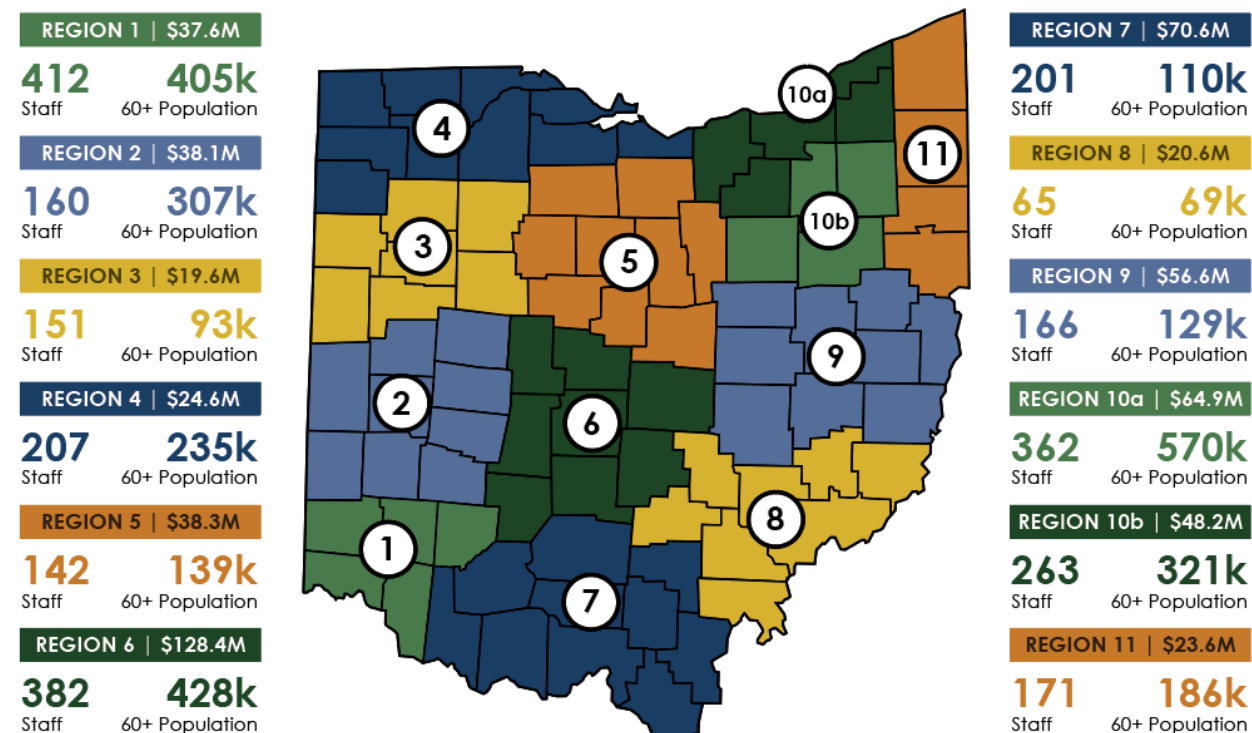 REGION 1 | $37.6M
412 405k
Staff 60+ Population
REGION 2 | $38.1M
160 307k
Staff 60+ Population
REGION 3 | $19.6M
151 93k
Staff 60+ Population
REGION 4 | $24.6M
207 235k
Staff 60+ Population
REGION 5 | $38.3M
142 139k
Staff 60+ Population
REGION 6 | $128.4M
382 428k
Staff 60+ Population
10a
4
11
10b
3
5
9
2
6
8
1
7
REGION 7 | $70.6M
201 110k
Staff 60+ Population
REGION 8 | $20.6M
65 69k
Staff 60+ Population
REGION 9 | $56.6M
166 129k
Staff 60+ Population
REGION 10a | $64.9M
362 570k
Staff 60+ Population
REGION 10b | $48.2M
263 321k
Staff 60+ Population
REGION 11 | $23.6M
171 186k
Staff 60+ Population